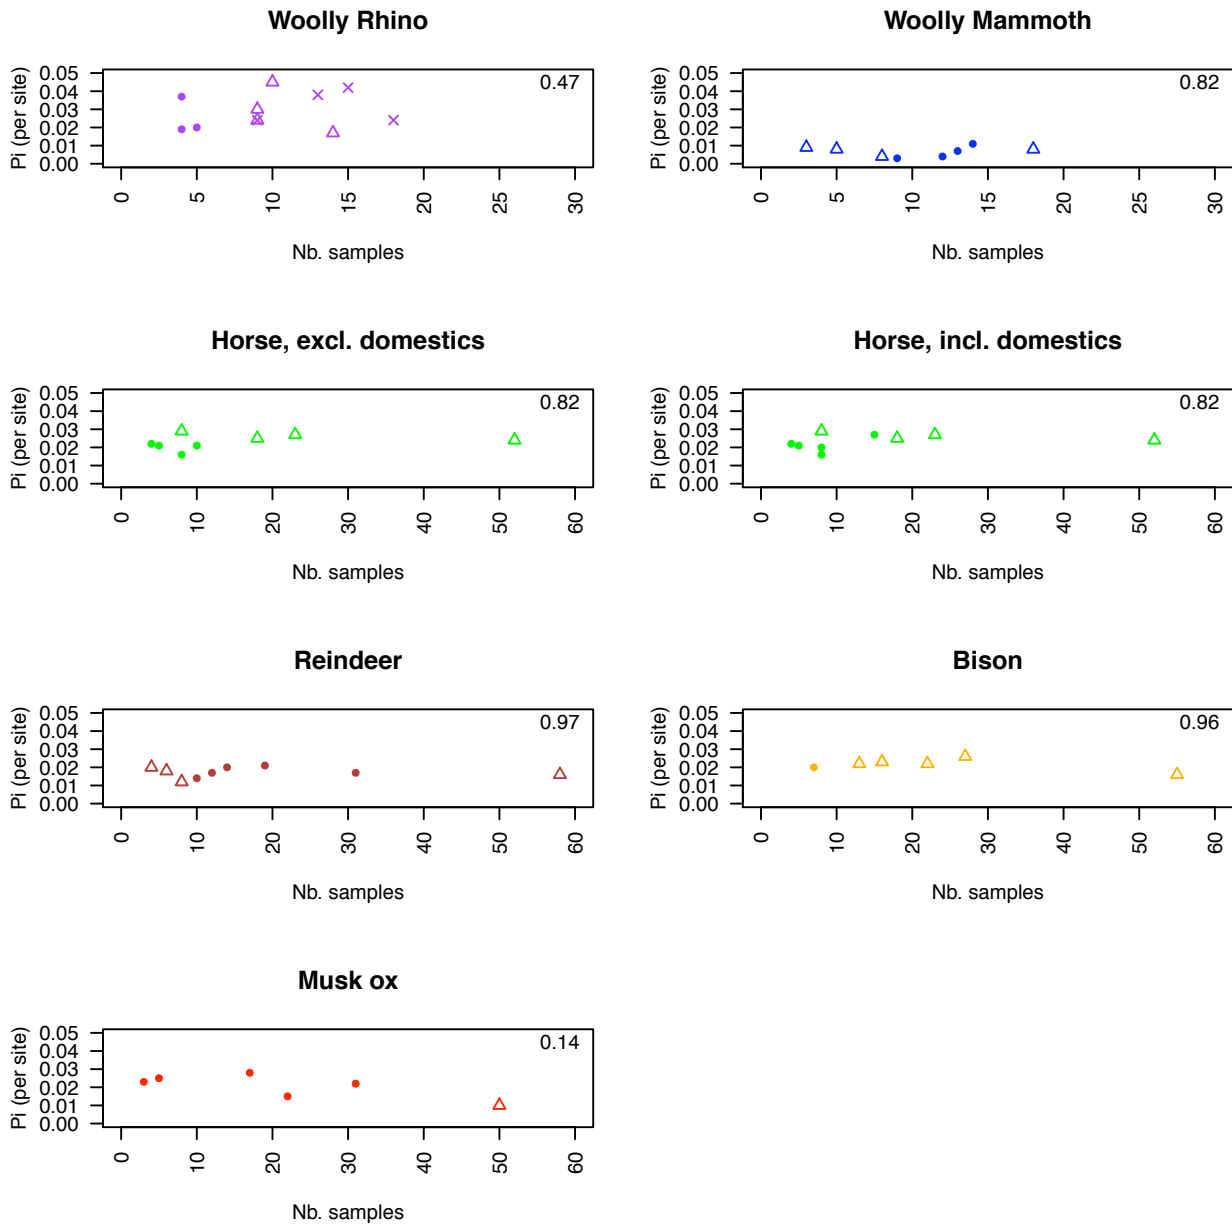 Woolly Rhino
Pi (per site)
0.05
0.04
0.03
0.02
0.01
0.00
0.47
0 5 10 15 20 25 30
Nb. samples
Woolly Mammoth
Pi (per site)
0.05
0.04
0.03
0.02
0.01
0.00
0.82
0 5 10 15 20 25 30
Nb. samples
Horse, excl. domestics
Pi (per site)
0.05
0.04
0.03
0.02
0.01
0.00
0.82
0 10 20 30 40 50 60
Nb. samples
Horse, incl. domestics
Pi (per site)
0.05
0.04
0.03
0.02
0.01
0.00
0.82
0 10 20 30 40 50 60
Nb. samples
Reindeer
Pi (per site)
0.05
0.04
0.03
0.02
0.01
0.00
0.97
0 10 20 30 40 50 60
Nb. samples
Bison
Pi (per site)
0.05
0.04
0.03
0.02
0.01
0.00
0.96
0 10 20 30 40 50 60
Nb. samples
Musk ox
Pi (per site)
0.05
0.04
0.03
0.02
0.01
0.00
0.14
0 10 20 30 40 50 60
Nb. samples